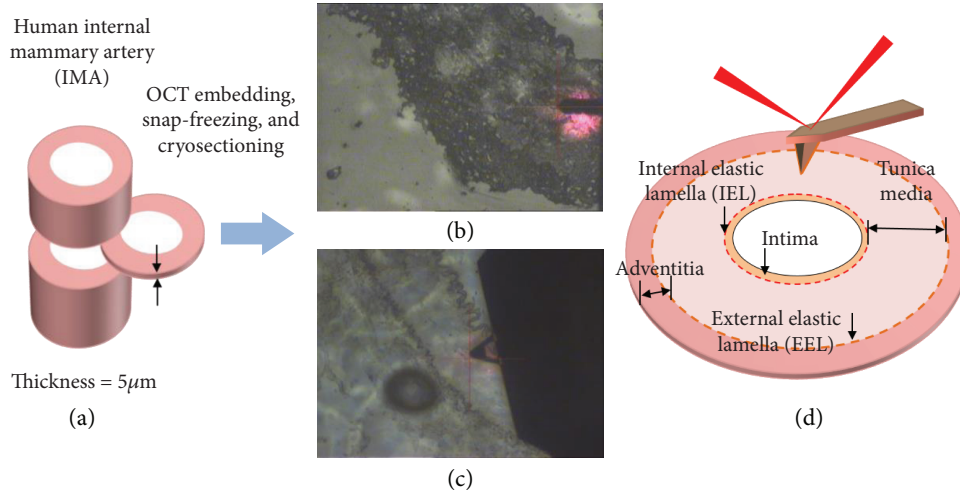 Human internal
mammary artery
(IMA)
OCT embedding,
snap-freezing, and
cryosectioning
Thickness = 5μm
(a)
(b)
(c)
Internal elastic
lamella (IEL)
Tunica
media
Intima
Adventitia
External elastic
lamella (EEL)
(d)